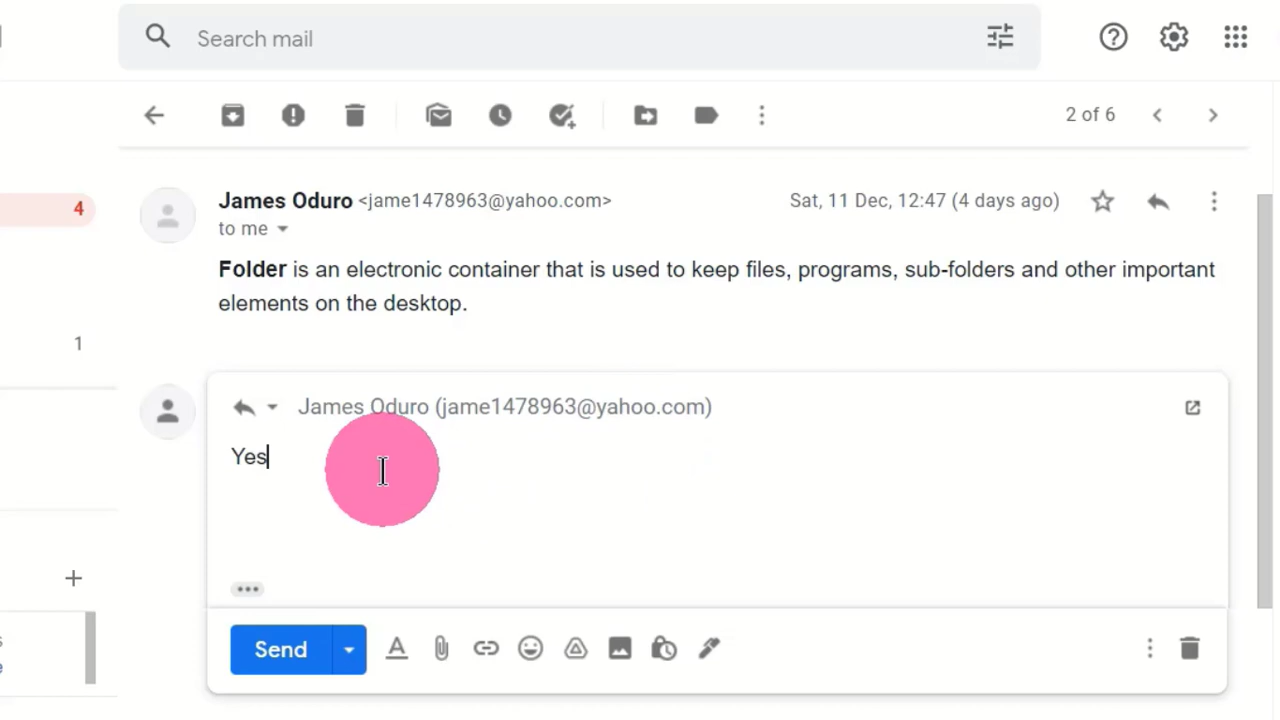 Search mail
2 of 6
4
James Oduro <jame1478963@yahoo.com>
Sat, 11 Dec, 12:47 (4 days ago)
to me
Folder is an electronic container that is used to keep files, programs, sub-folders and other important
elements on the desktop.
1
James Oduro (jame1478963@yahoo.com)
Yes
Send